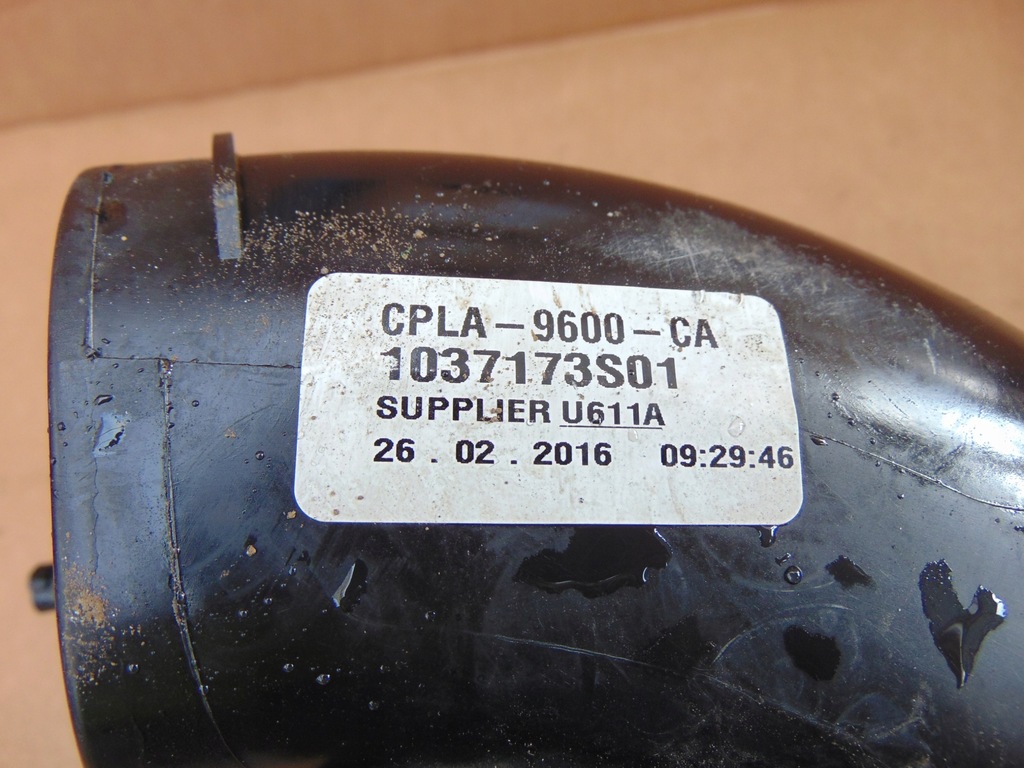 CPLA-9600-CA
1037173S01
SUPPLIER U611A
26 . 02 . 2016 09:29:46